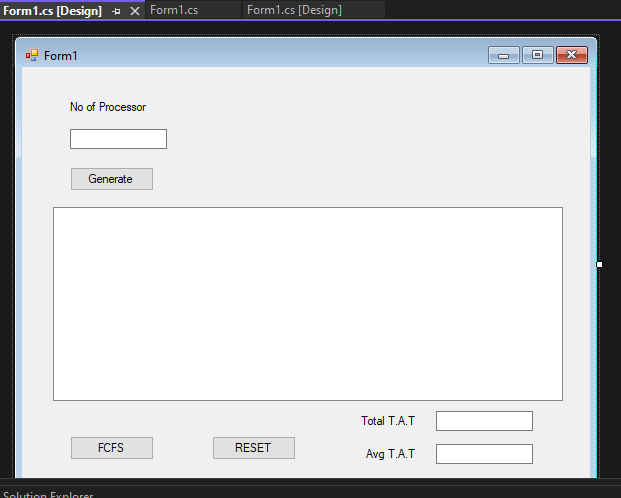 Form1.cs [Design] Form1.cs Form1.cs [Design]
Form1
No of Processor
Generate
Total T.A.T
FCFS RESET
Avg T.A.T
Solution Explorer